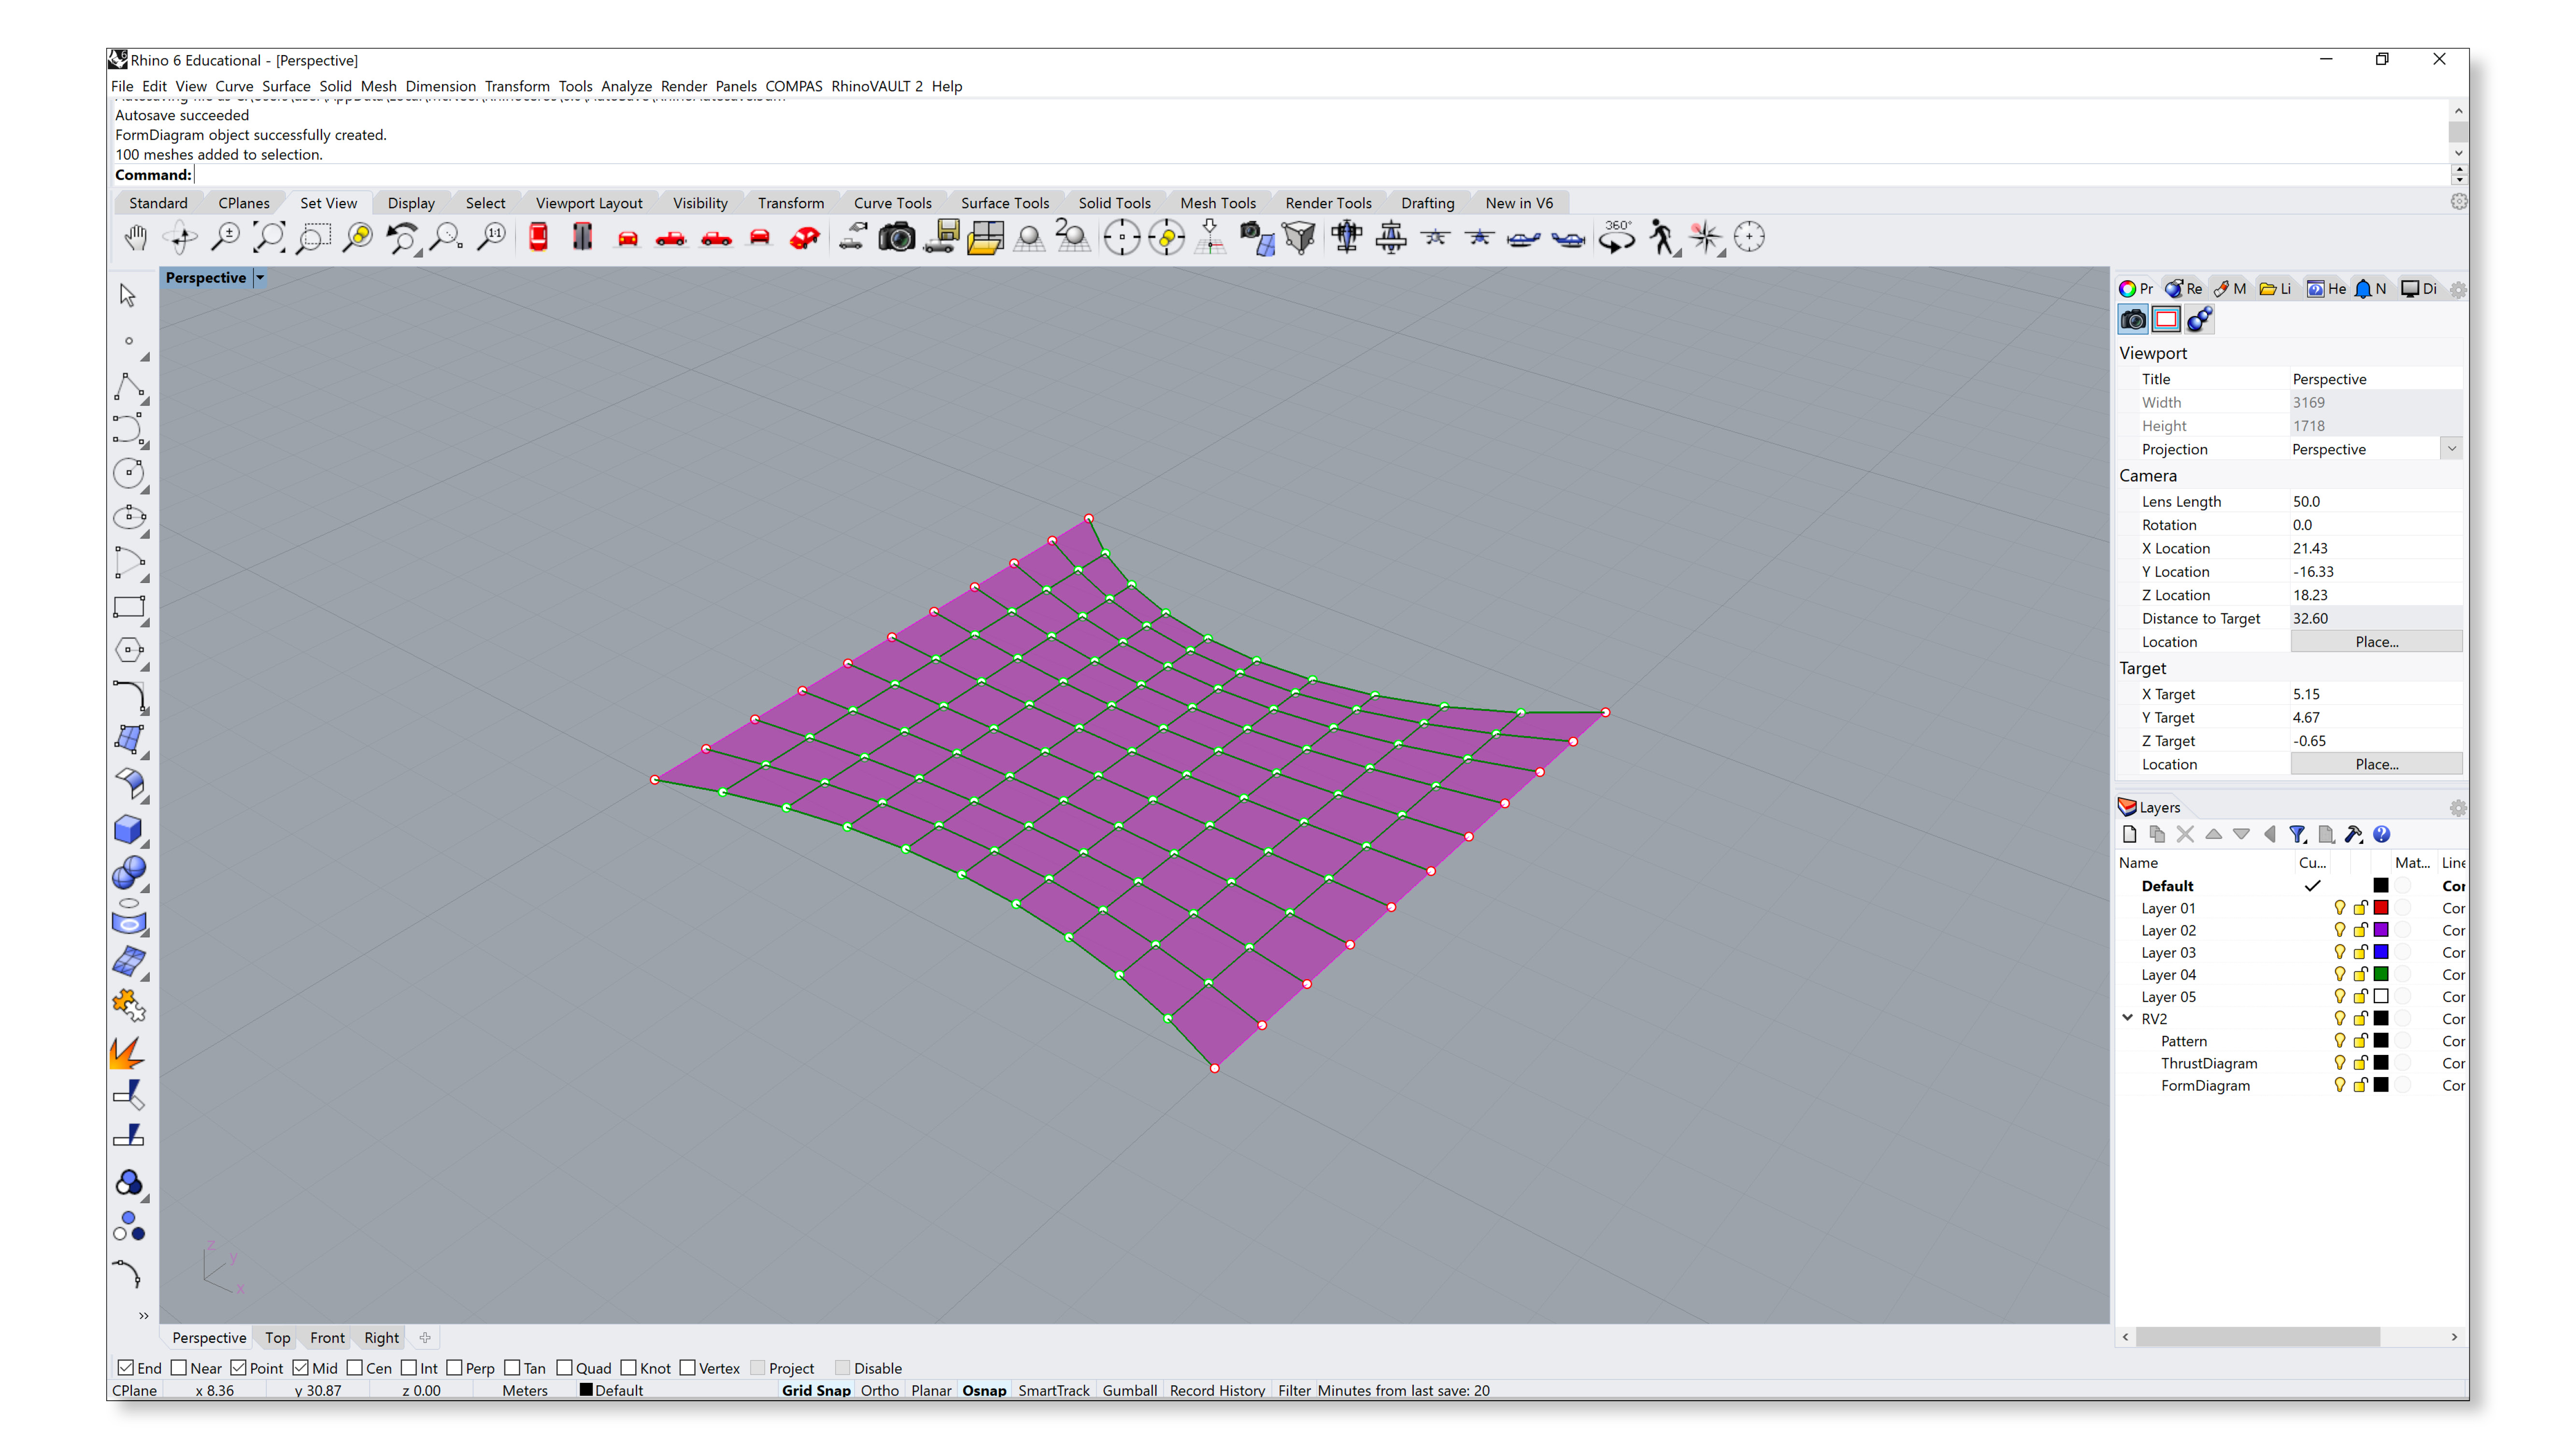 Rhino 6 Educational - [Perspective]
File Edit View Curve Surface Solid Mesh Dimension Transform Tools Analyze Render Panels COMPAS RhinoVAULT 2 Help
Autosave succeeded
FormDiagram object successfully created.
100 meshes added to selection.
Command:
Standard CPlanes Set View Display Select Viewport Layout Visibility Transform Curve Tools Surface Tools Solid Tools Mesh Tools Render Tools Drafting New in V6
1:1 2 360°
Perspective
Pr Re M Li He N Di
Viewport
Title Perspective
Width 3169
Height 1718
Projection Perspective
Camera
Lens Length 50.0
Rotation 0.0
X Location 21.43
Y Location -16.33
Z Location 18.23
Distance to Target 32.60
Location Place...
Target
X Target 5.15
Y Target 4.67
Z Target -0.65
Location Place...
Layers
Name Cu... Mat... Line
Default Cor
Layer 01 Cor
Layer 02 Cor
Layer 03 Cor
Layer 04 Cor
Layer 05 Cor
RV2 Cor
Pattern Cor
ThrustDiagram Cor
FormDiagram Cor
z
y
x
Perspective Top Front Right
End Near Point Mid Cen Int Perp Tan Quad Knot Vertex Project Disable
CPlane x 8.36 y 30.87 z 0.00 Meters Default Grid Snap Ortho Planar Osnap SmartTrack Gumball Record History Filter Minutes from last save: 20